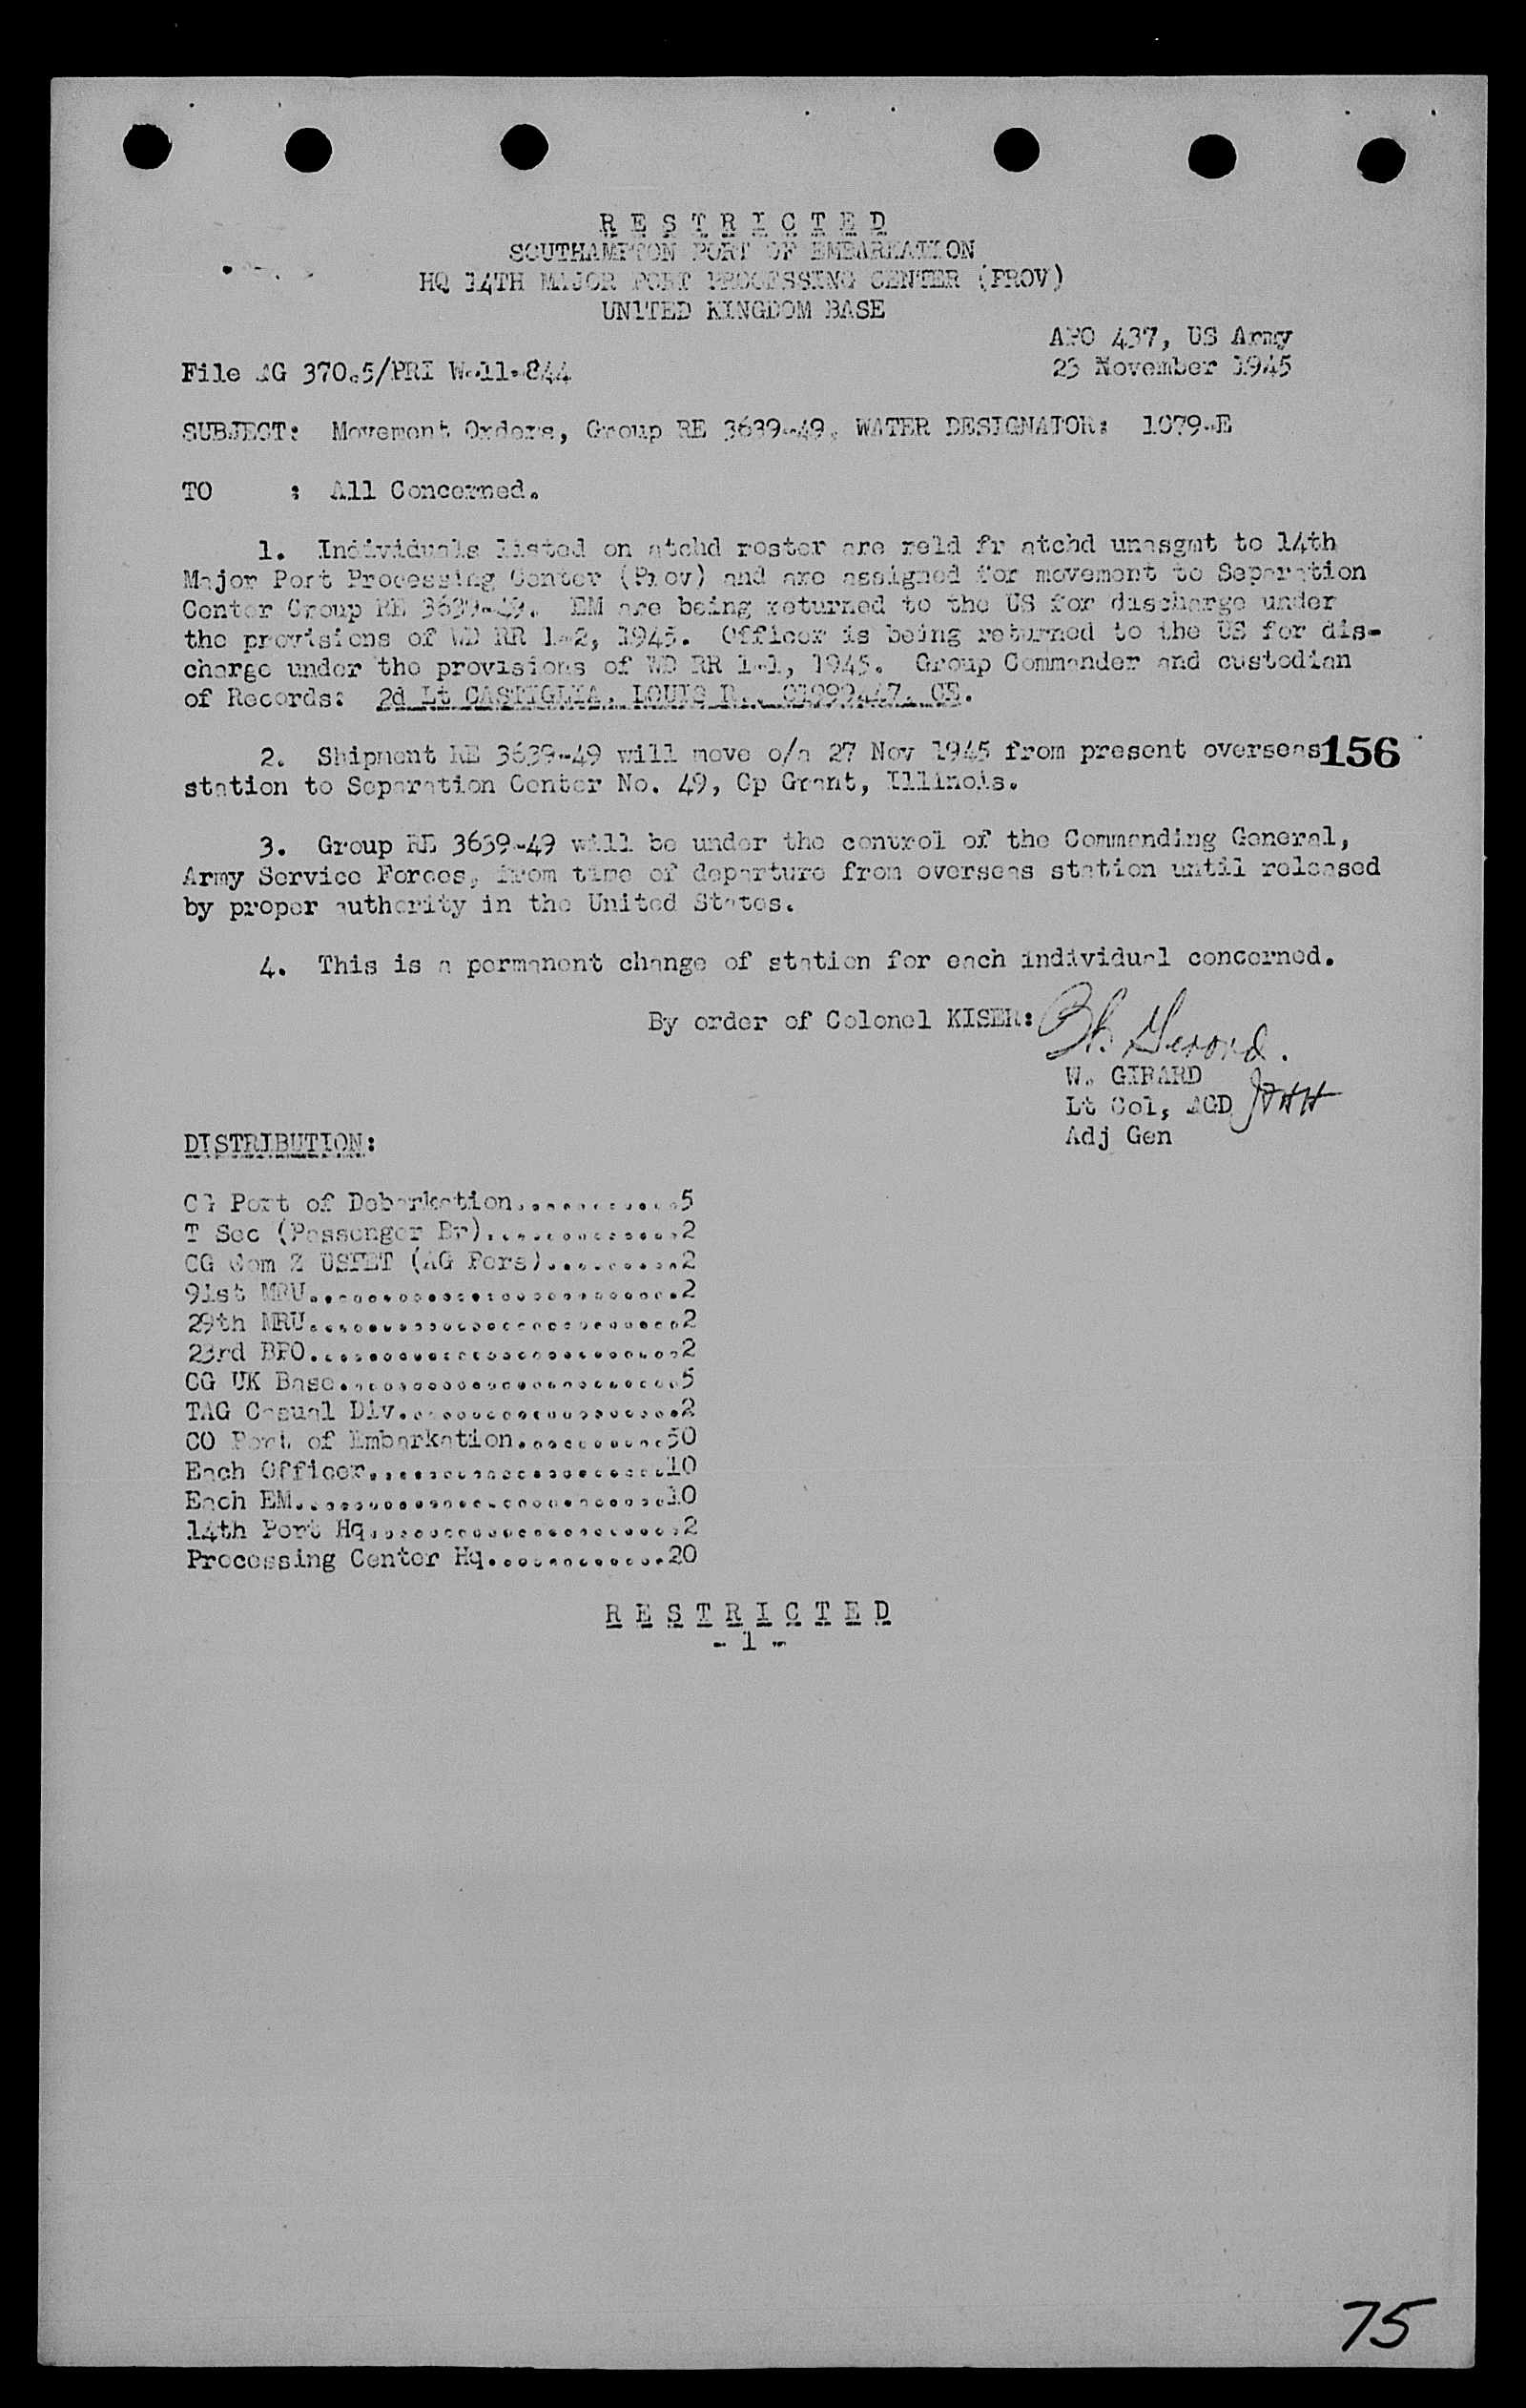 R E S T R I C T E D
SOUTHAMPTON PORT OF EMBARKATION
HQ 14TH MAJOR PORT PROCESSING CENTER (PROV)
UNITED KINGDOM BASE
APO 437, US Army
File AG 370.5/PRI W-11-844
23 November 1945
SUBJECT: Movement Orders, Group RE 3639-49, WATER DESIGNATOR: 1079-E
TO : All Concerned.
1. Individuals listed on atchd roster are reld fr atchd unasgmt to 14th
Major Port Processing Center (Prov) and are assigned for movement to Separation
Center Group RE 3639-49. EM are being returned to the US for discharge under
the provisions of WD RR 1-2, 1945. Officer is being returned to the US for dis-
charge under the provisions of WD RR 1-1, 1945. Group Commander and custodian
of Records: 2d Lt CASTIGLIA, LOUIS R., 01999447, CE.
2. Shipment RE 3639-49 will move o/a 27 Nov 1945 from present overseas
156
station to Separation Center No. 49, Cp Grant, Illinois.
3. Group RE 3639-49 will be under the control of the Commanding General,
Army Service Forces, from time of departure from overseas station until released
by proper authority in the United States.
4. This is a permanent change of station for each individual concerned.
By order of Colonel KISER:
W. GIRARD
Lt Col, AGD
Adj Gen
DISTRIBUTION:
CG Port of Debarkation...........5
T Sec (Passenger Br).............2
CG Com Z USFET (AG Pers).........2
91st MRU.........................2
29th MRU.........................2
23rd BPO.........................2
CG UK Base.......................5
TAG Casual Div...................2
CO Port of Embarkation..........50
Each Officer....................10
Each EM.........................10
14th Port Hq.....................2
Processing Center Hq............20
R E S T R I C T E D
- 1 -
75